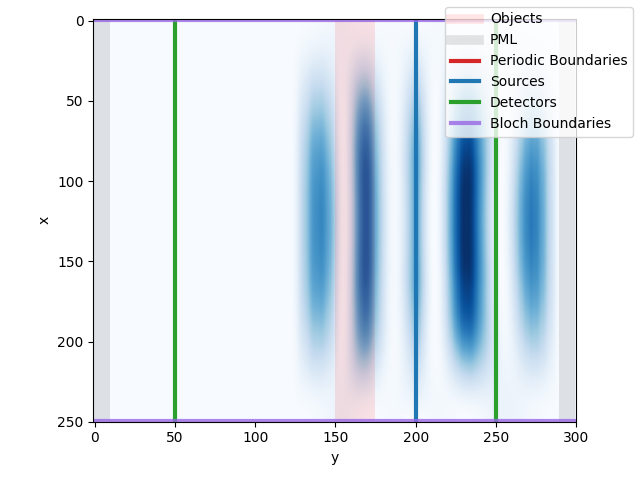 Objects
PML
Periodic Boundaries
Sources
Detectors
Bloch Boundaries
0
50
100
150
200
250
x
0 50 100 150 200 250 300
y